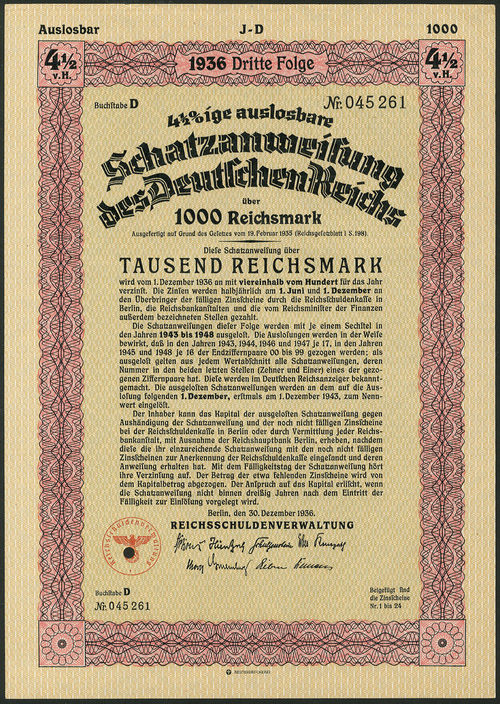 Auslosbar J-D 1000
4½ v.H. 1936 Dritte Folge 4½ v.H.
Buchstabe D Nr. 045261
4½%ige auslosbare
Schatzanweisung
des Deutschen Reichs
über
1000 Reichsmark
Ausgefertigt auf Grund des Gesetzes vom 19. Februar 1935 (Reichsgesetzblatt I S. 198).
Diese Schatzanweisung über
TAUSEND REICHSMARK
wird vom 1. Dezember 1936 an mit viereinhalb vom Hundert für das Jahr
verzinst. Die Zinsen werden halbjährlich am 1. Juni und 1. Dezember an
den Überbringer der fälligen Zinsscheine durch die Reichsschuldenkasse in
Berlin, die Reichsbankanstalten und die vom Reichsminister der Finanzen
außerdem bezeichneten Stellen gezahlt.
Die Schatzanweisungen dieser Folge werden mit je einem Sechstel in
den Jahren 1943 bis 1948 ausgelost. Die Auslosungen werden in der Weise
bewirkt, daß in den Jahren 1943, 1944, 1946 und 1947 je 17, in den Jahren
1945 und 1948 je 16 der Endziffernpaare 00 bis 99 gezogen werden; als
ausgelost gelten aus jedem Wertabschnitt alle Schatzanweisungen, deren
Nummer in den beiden letzten Stellen (Zehner und Einer) eines der gezo-
genen Ziffernpaare hat. Diese werden im Deutschen Reichsanzeiger bekannt-
gemacht. Die ausgelosten Schatzanweisungen werden an dem auf die Aus-
losung folgenden 1. Dezember, erstmals am 1. Dezember 1943, zum Nenn-
wert eingelöst.
Der Inhaber kann das Kapital der ausgelosten Schatzanweisung gegen
Aushändigung der Schatzanweisung und der noch nicht fälligen Zinsscheine
bei der Reichsschuldenkasse in Berlin oder durch Vermittlung jeder Reichs-
bankanstalt, mit Ausnahme der Reichshauptbank Berlin, erheben, nachdem
diese die ihr einzureichende Schatzanweisung mit den noch nicht fälligen
Zinsscheinen zur Anerkennung der Reichsschuldenkasse eingesandt und deren
Anweisung erhalten hat. Mit dem Fälligkeitstag der Schatzanweisung hört
ihre Verzinsung auf. Der Betrag der etwa fehlenden Zinsscheine wird von
dem Kapitalbetrag abgezogen. Der Anspruch auf das Kapital erlischt, wenn
die Schatzanweisung nicht binnen dreißig Jahren nach dem Eintritt der
Fälligkeit zur Einlösung vorgelegt wird.
Berlin, den 30. Dezember 1936.
REICHSSCHULDENVERWALTUNG
Reichsschuldenverwaltung
Buchstabe D
Nr. 045261
Beigefügt sind
die Zinsscheine
Nr. 1 bis 24